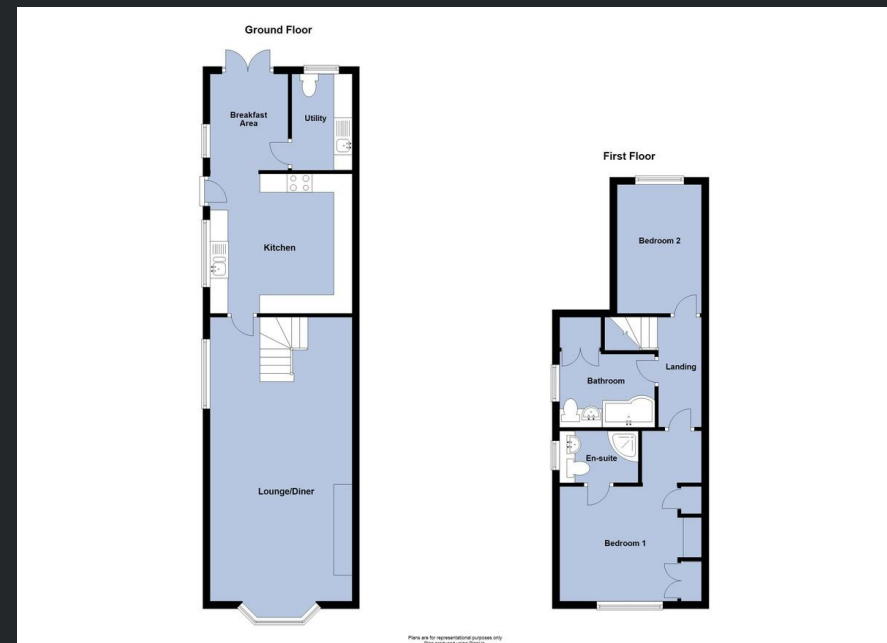 Ground Floor
Breakfast
Area
Utility
Kitchen
Lounge/Diner
First Floor
Bedroom 2
Landing
Bathroom
En-suite
Bedroom 1
Plans are for representational purposes only